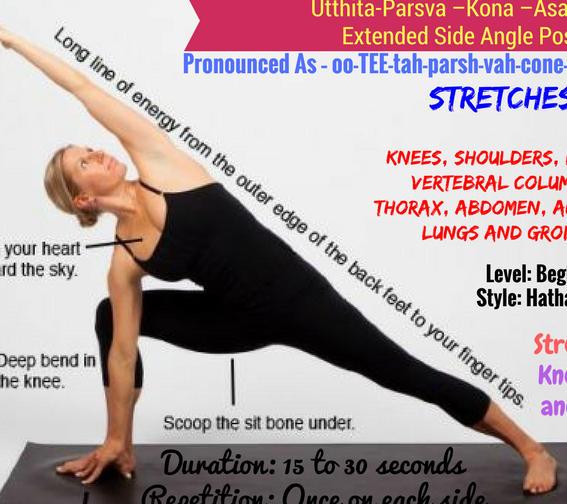 Utthita-Parsva –Kona –Asa
Extended Side Angle Pos
Pronounced As - oo-TEE-tah-parsh-vah-cone-
STRETCHES
Long line of energy from the outer edge of the back feet to your finger tips.
KNEES, SHOULDERS,
VERTEBRAL COLUM
THORAX, ABDOMEN, A
LUNGS AND GRO
your heart
rd the sky.
Level: Beg
Style: Hatha
Stre
Deep bend in
the knee.
Kne
an
Scoop the sit bone under.
Duration: 15 to 30 seconds
Repetition: Once on each side